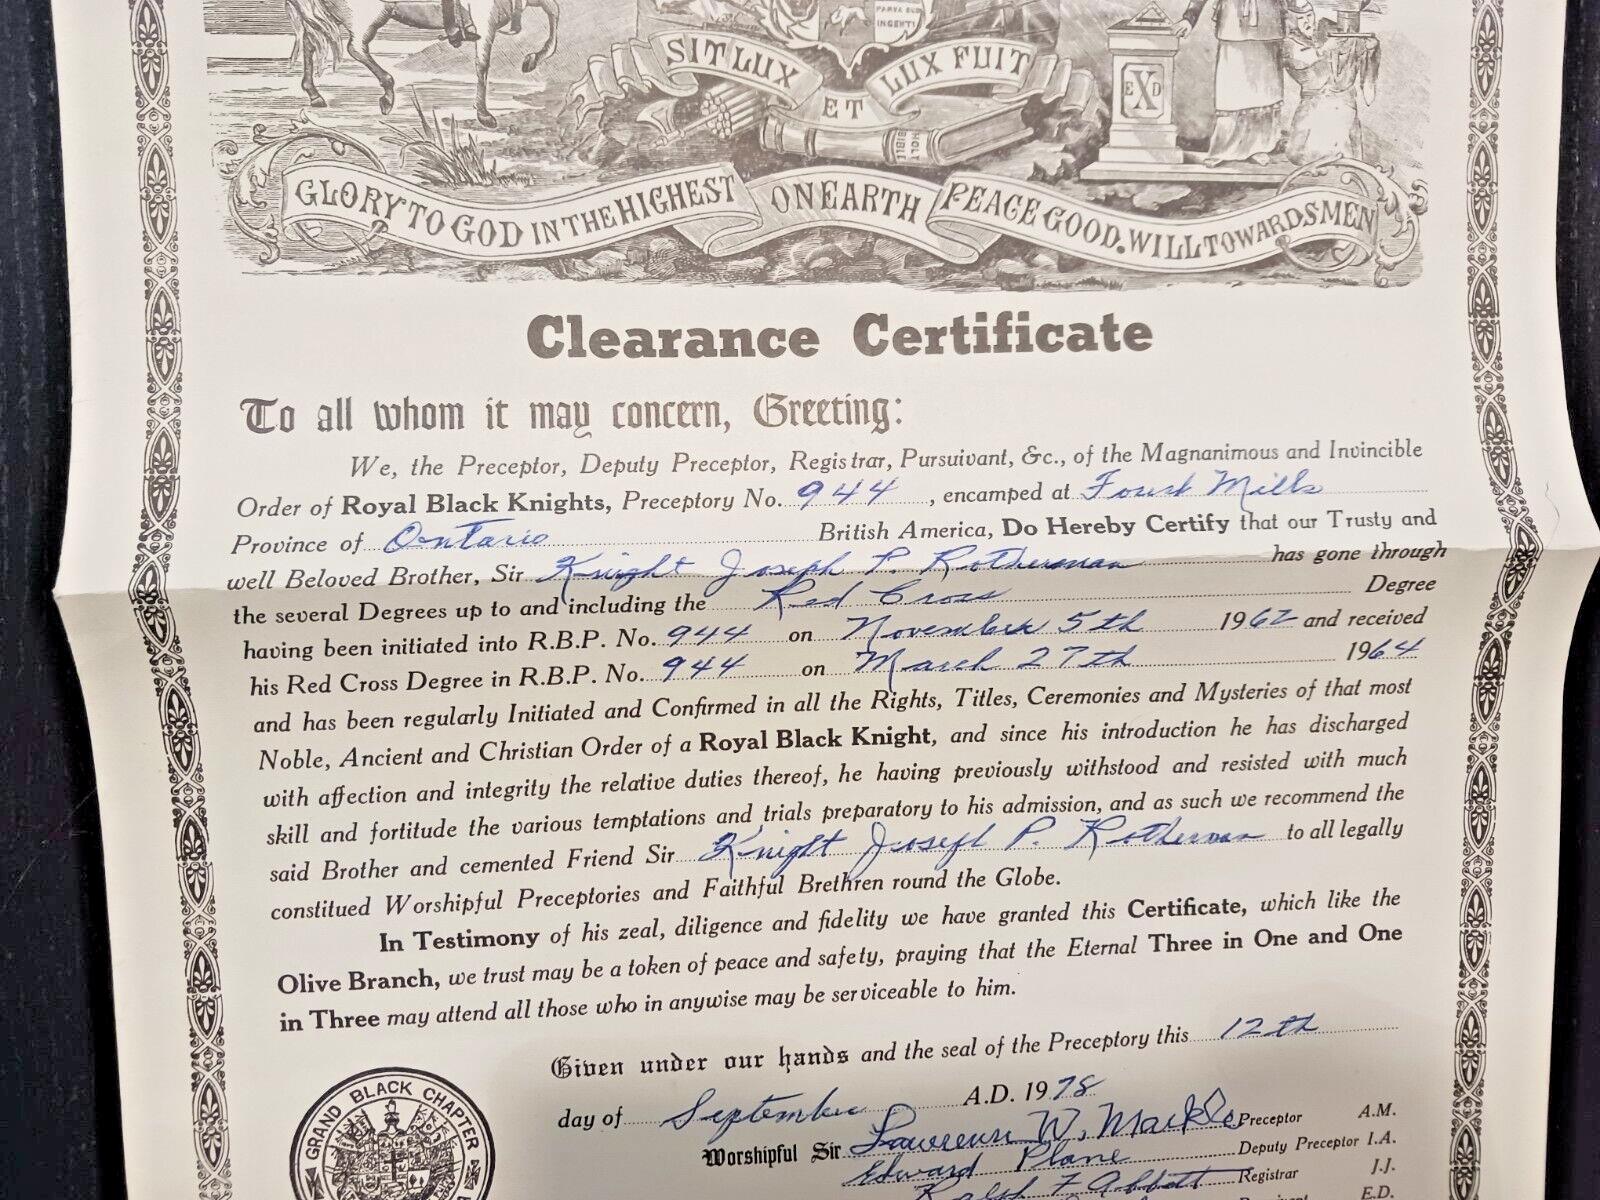 PARVA SUB
INGENTI
SIT LUX ET LUX FUIT
EXD
HOLY BIBLE
GLORY TO GOD IN THE HIGHEST ON EARTH PEACE GOOD.WILL TOWARDS MEN
Clearance Certificate
To all whom it may concern, Greeting:
We, the Preceptor, Deputy Preceptor, Registrar, Pursuivant, &c., of the Magnanimous and Invincible
Order of Royal Black Knights, Preceptory No. 944, encamped at Mills
Province of Ontario British America, Do Hereby Certify that our Trusty and
well Beloved Brother, Sir Knight Joseph P. Rotherman has gone through
the several Degrees up to and including the Red Cross Degree
having been initiated into R.B.P. No. 944 on November 5th 1962 and received
his Red Cross Degree in R.B.P. No. 944 on March 27th 1964
and has been regularly Initiated and Confirmed in all the Rights, Titles, Ceremonies and Mysteries of that most
Noble, Ancient and Christian Order of a Royal Black Knight, and since his introduction he has discharged
with affection and integrity the relative duties thereof, he having previously withstood and resisted with much
skill and fortitude the various temptations and trials preparatory to his admission, and as such we recommend the
said Brother and cemented Friend Sir Knight Joseph P. Rotherman to all legally
constitued Worshipful Preceptories and Faithful Brethren round the Globe.
In Testimony of his zeal, diligence and fidelity we have granted this Certificate, which like the
Olive Branch, we trust may be a token of peace and safety, praying that the Eternal Three in One and One
in Three may attend all those who in anywise may be serviceable to him.
Given under our hands and the seal of the Preceptory this 12th
day of September A.D. 1978
GRAND BLACK CHAPTER
Worshipful Sir Lawrence W. Preceptor A.M.
Edward Plane Deputy Preceptor I.A.
Ralph F Abbott Registrar J.J.
E.D.